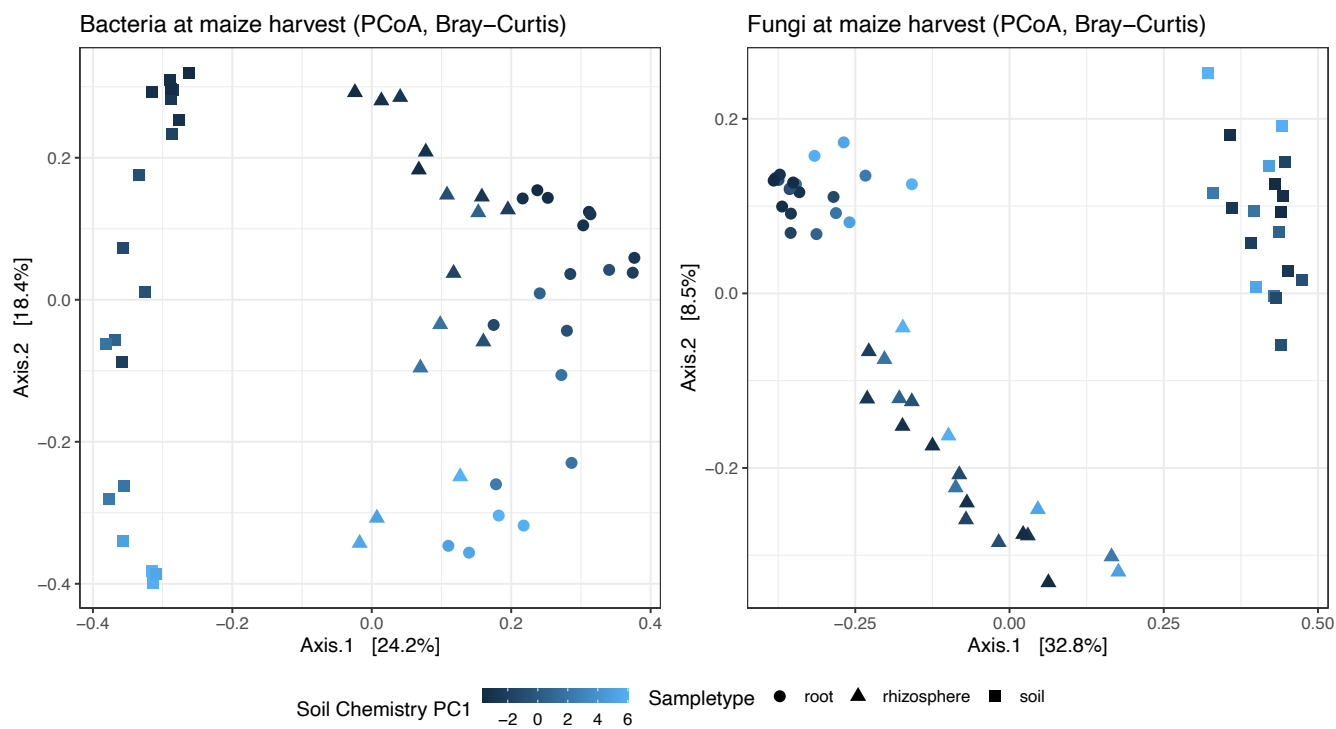 Bacteria at maize harvest (PCoA, Bray−Curtis)
Fungi at maize harvest (PCoA, Bray−Curtis)
Axis.2 [18.4%]
0.2
0.0
−0.2
−0.4
−0.4 −0.2 0.0 0.2 0.4
Axis.1 [24.2%]
Axis.2 [8.5%]
0.2
0.0
−0.2
−0.25 0.00 0.25 0.50
Axis.1 [32.8%]
Soil Chemistry PC1
−2 0 2 4 6
Sampletype root rhizosphere soil